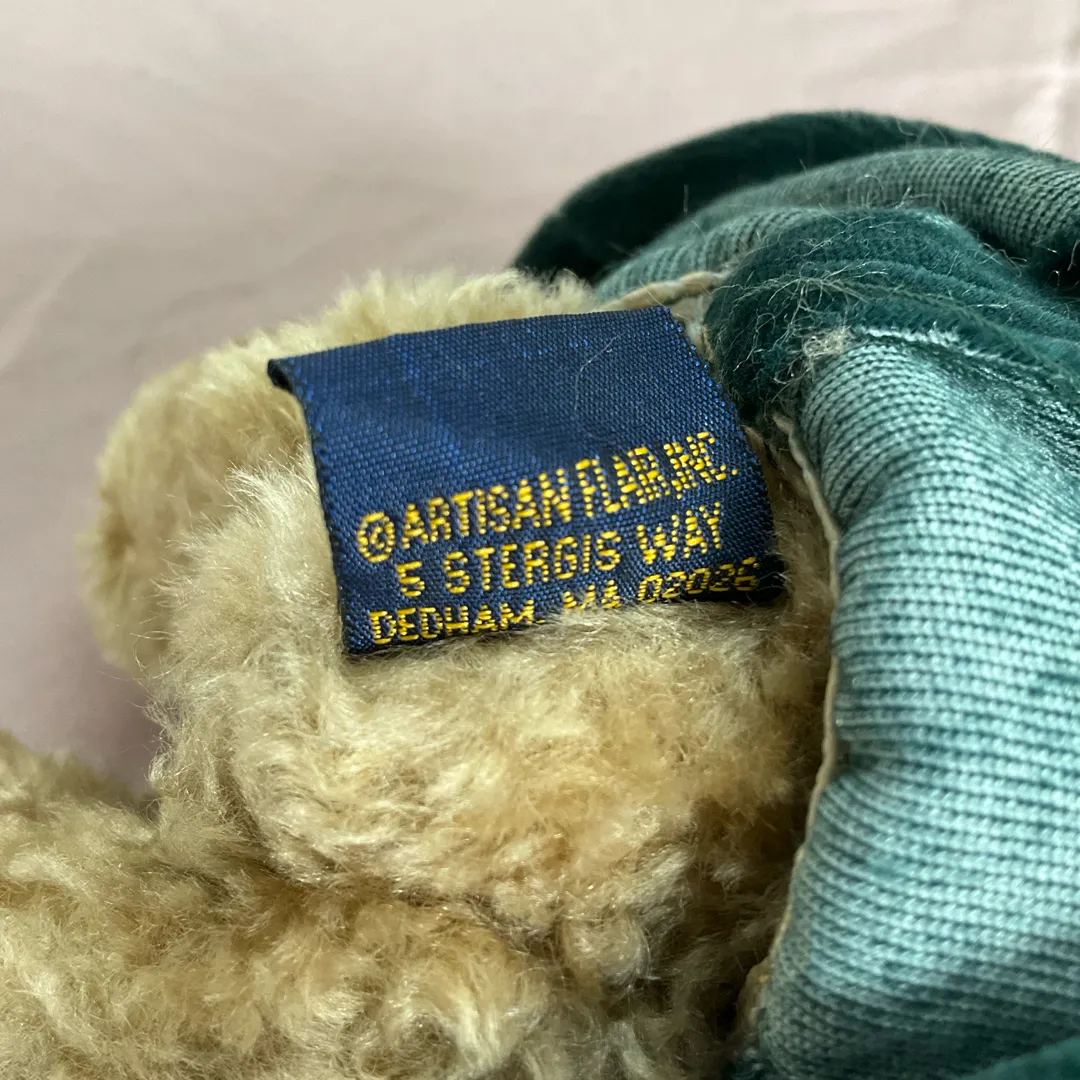 ©ARTISAN FLAIR, INC.
5 STERGIS WAY
DEDHAM, MA 02026